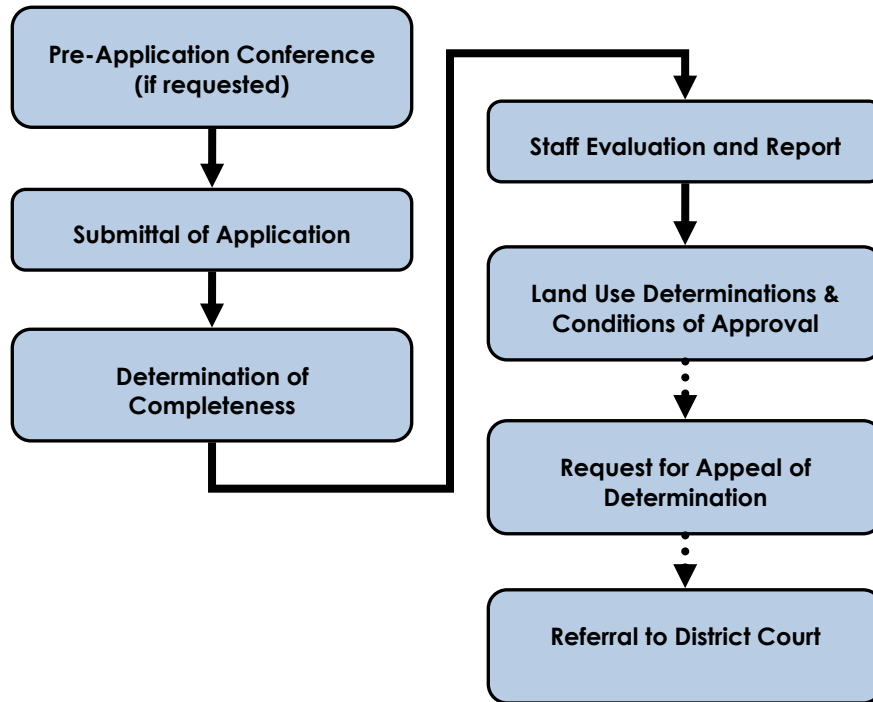 Pre-Application Conference
(if requested)
Submittal of Application
Determination of
Completeness
Staff Evaluation and Report
Land Use Determinations &
Conditions of Approval
Request for Appeal of
Determination
Referral to District Court